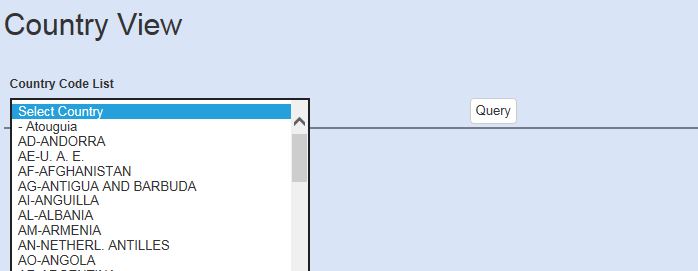 Country View
Country Code List
Select Country
Query
- Atouguia
AD-ANDORRA
AE-U. A. E.
AF-AFGHANISTAN
AG-ANTIGUA AND BARBUDA
AI-ANGUILLA
AL-ALBANIA
AM-ARMENIA
AN-NETHERL. ANTILLES
AO-ANGOLA